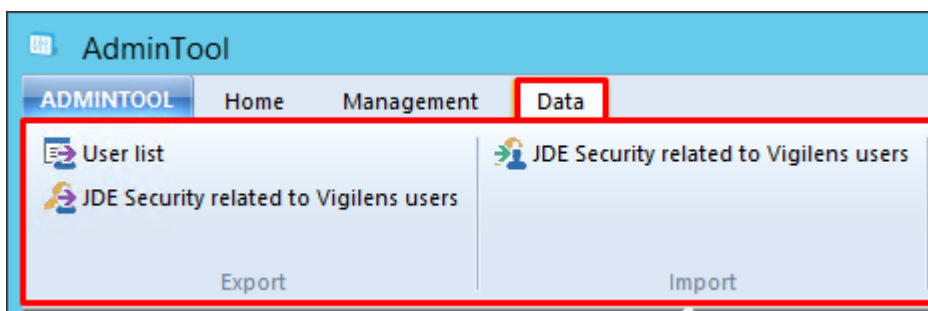 AdminTool
ADMINTOOL Home Management Data
User list
JDE Security related to Vigilens users
Export
JDE Security related to Vigilens users
Import